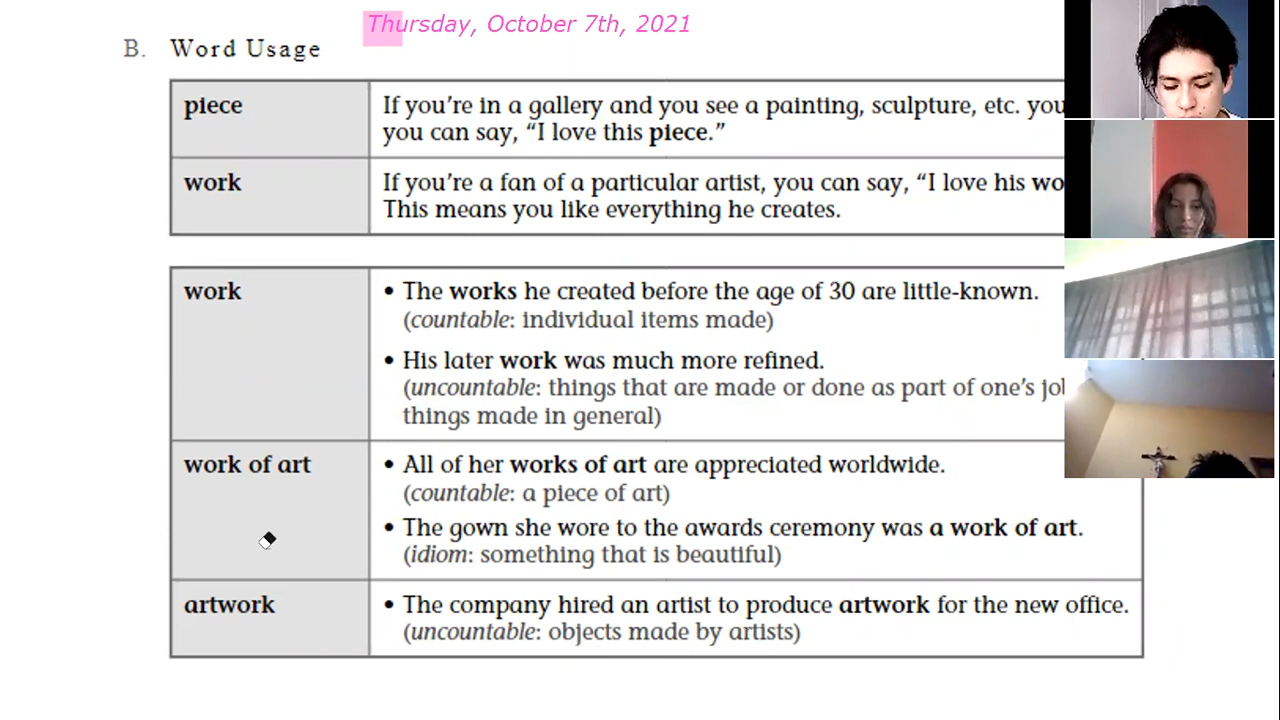 Thursday, October 7th, 2021
B. Word Usage
piece
If you’re in a gallery and you see a painting, sculpture, etc. you
you can say, “I love this piece.”
work
If you’re a fan of a particular artist, you can say, “I love his
This means you like everything he creates.
work
• The works he created before the age of 30 are little-known.
(countable: individual items made)
• His later work was much more refined.
(uncountable: things that are made or done as part of one’s
things made in general)
work of art
• All of her works of art are appreciated worldwide.
(countable: a piece of art)
• The gown she wore to the awards ceremony was a work of art.
(idiom: something that is beautiful)
artwork
• The company hired an artist to produce artwork for the new office.
(uncountable: objects made by artists)